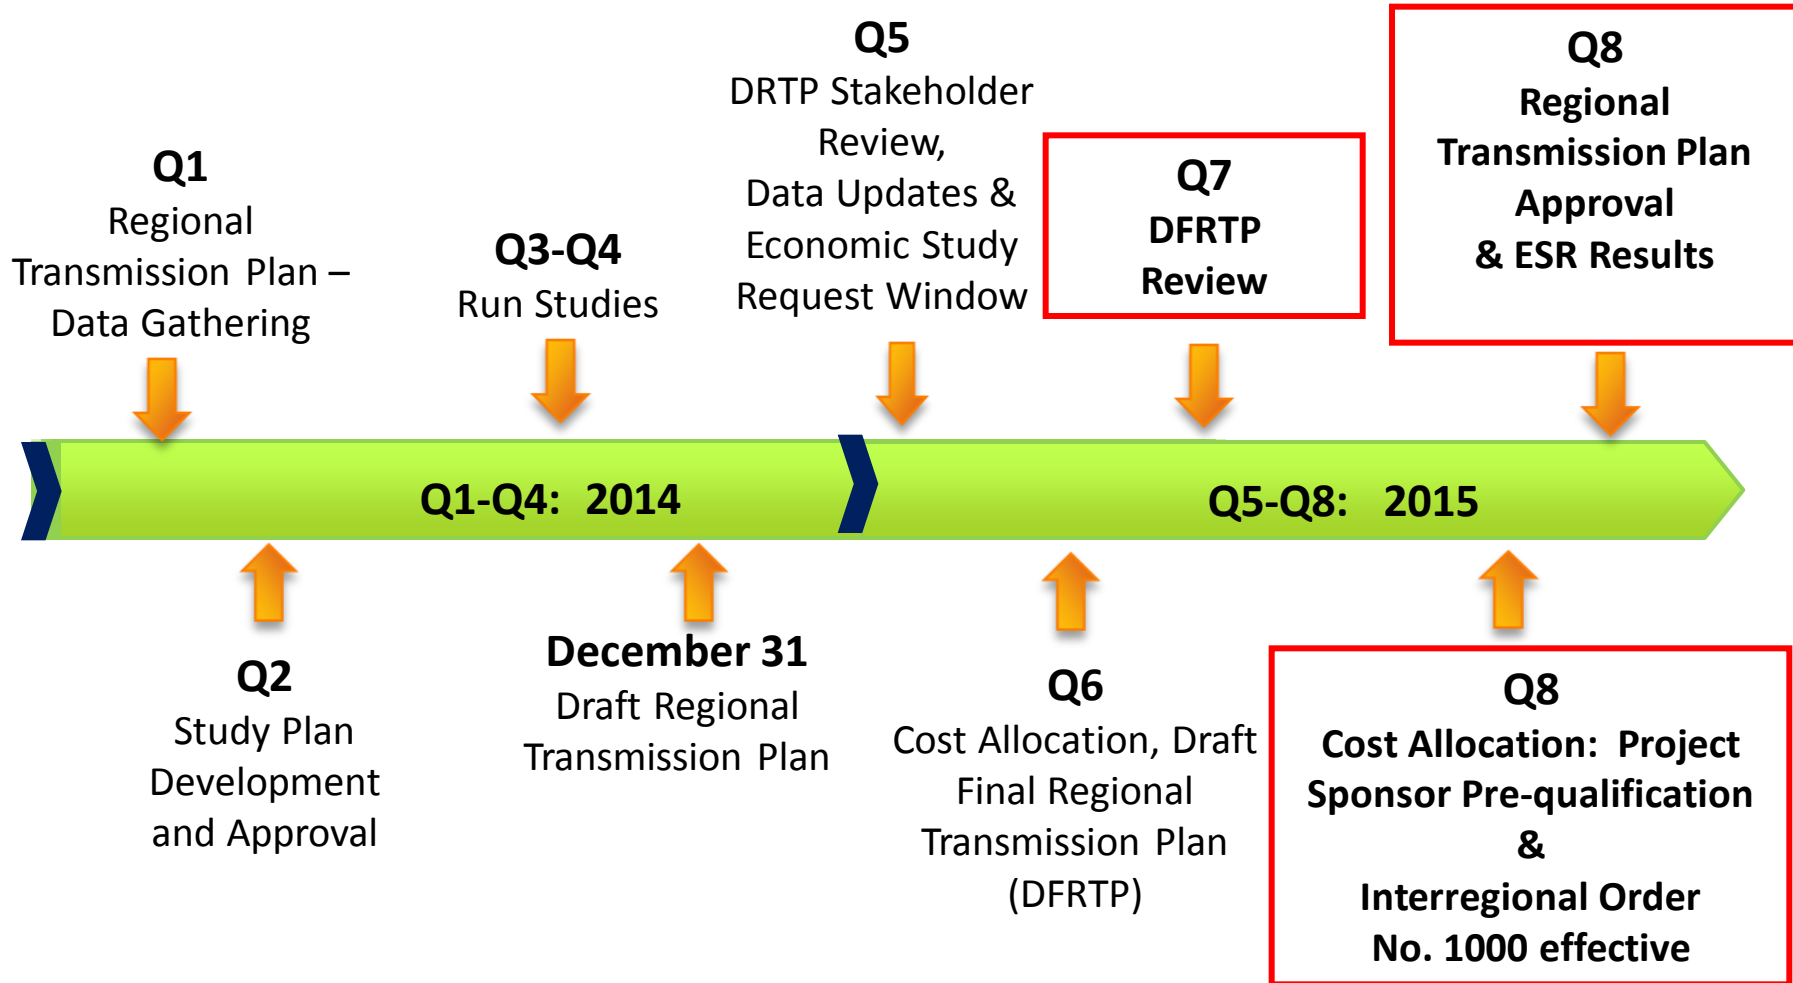 Q1
Regional
Transmission Plan –
Data Gathering
Q3-Q4
Run Studies
Q5
DRTP Stakeholder
Review,
Data Updates &
Economic Study
Request Window
Q7
DFRTP
Review
Q8
Regional
Transmission Plan
Approval
& ESR Results
Q1-Q4: 2014
Q5-Q8: 2015
Q2
Study Plan
Development
and Approval
December 31
Draft Regional
Transmission Plan
Q6
Cost Allocation, Draft
Final Regional
Transmission Plan
(DFRTP)
Q8
Cost Allocation: Project
Sponsor Pre-qualification
&
Interregional Order
No. 1000 effective